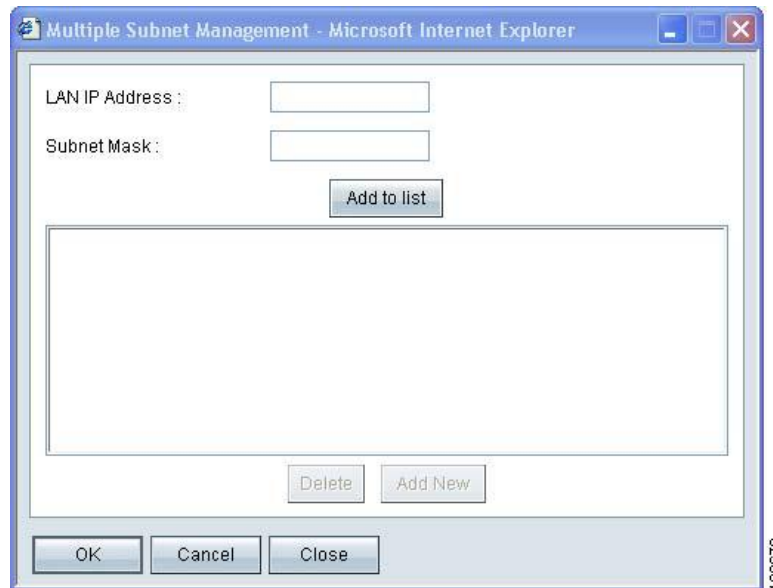 Multiple Subnet Management - Microsoft Internet Explorer
LAN IP Address :
Subnet Mask :
Add to list
Delete
Add New
OK
Cancel
Close